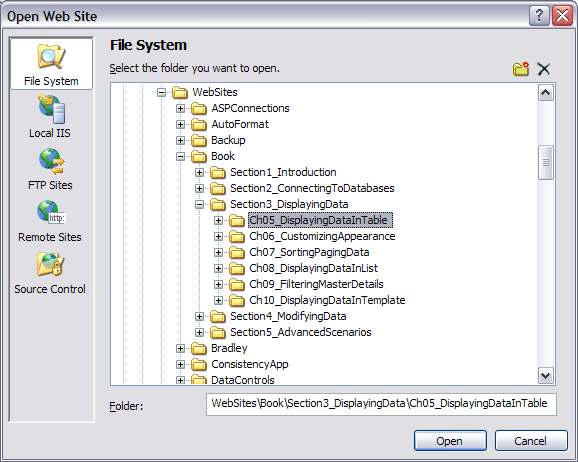 Open Web Site
File System
Local IIS
FTP Sites
http:
Remote Sites
Source Control
File System
Select the folder you want to open.
WebSites
ASPConnections
AutoFormat
Backup
Book
Section1_Introduction
Section2_ConnectingToDatabases
Section3_DisplayingData
Ch05_DisplayingDataInTable
Ch06_CustomizingAppearance
Ch07_SortingPagingData
Ch08_DisplayingDataInList
Ch09_FilteringMasterDetails
Ch10_DisplayingDataInTemplate
Section4_ModifyingData
Section5_AdvancedScenarios
Bradley
ConsistencyApp
DataControls
Folder: WebSites\Book\Section3_DisplayingData\Ch05_DisplayingDataInTable
Open Cancel